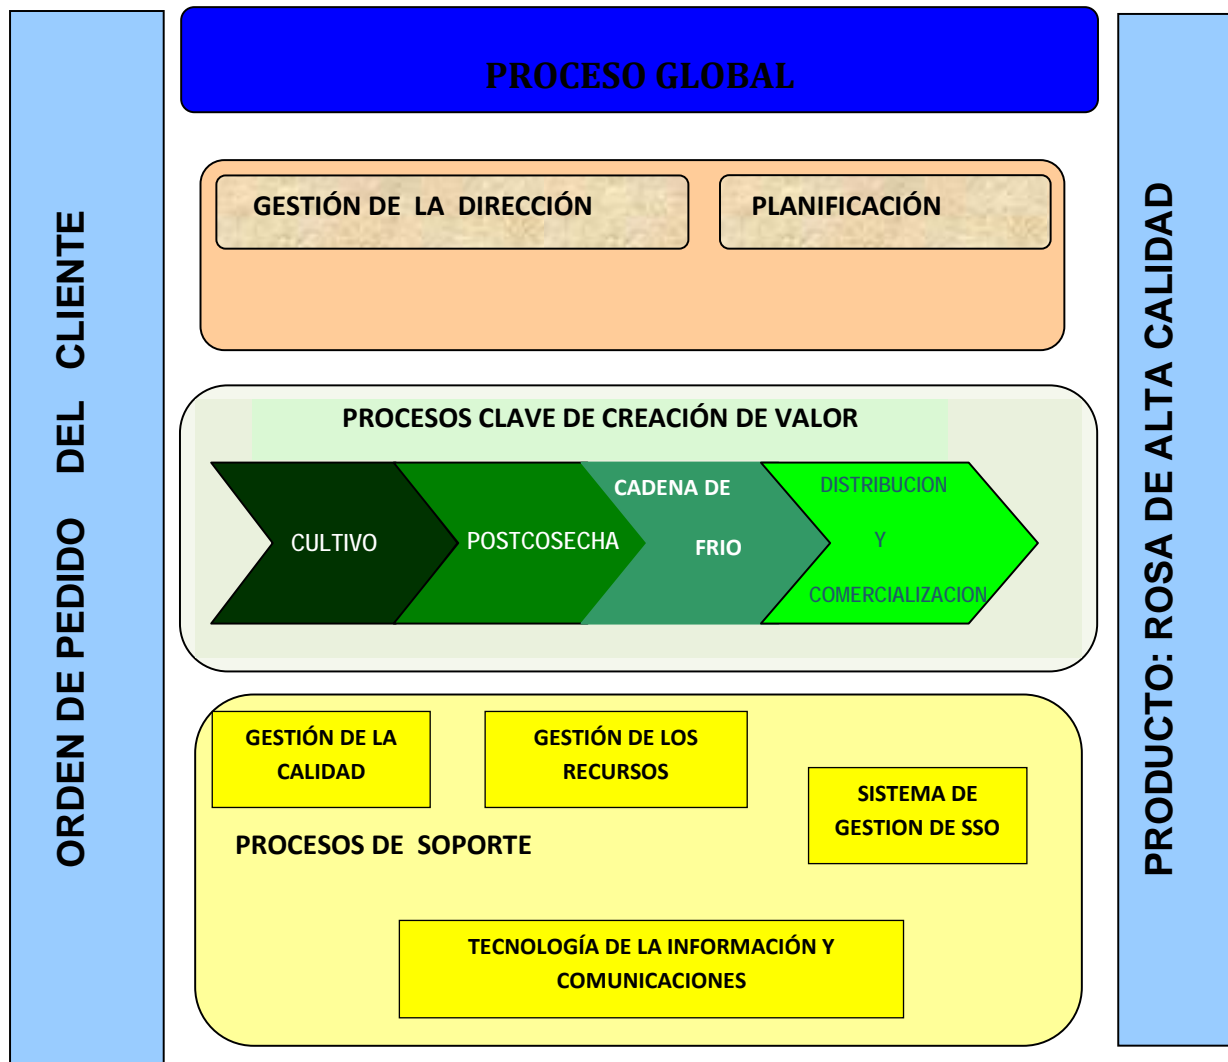 PROCESO GLOBAL
ORDEN DE PEDIDO DEL CLIENTE
GESTIÓN DE LA DIRECCIÓN
PLANIFICACIÓN
PROCESOS CLAVE DE CREACIÓN DE VALOR
CULTIVO
POSTCOSECHA
CADENA DE
FRIO
DISTRIBUCION
Y
COMERCIALIZACION
GESTIÓN DE LA
CALIDAD
GESTIÓN DE LOS
RECURSOS
SISTEMA DE
GESTION DE SSO
PROCESOS DE SOPORTE
TECNOLOGÍA DE LA INFORMACIÓN Y
COMUNICACIONES
PRODUCTO: ROSA DE ALTA CALIDAD